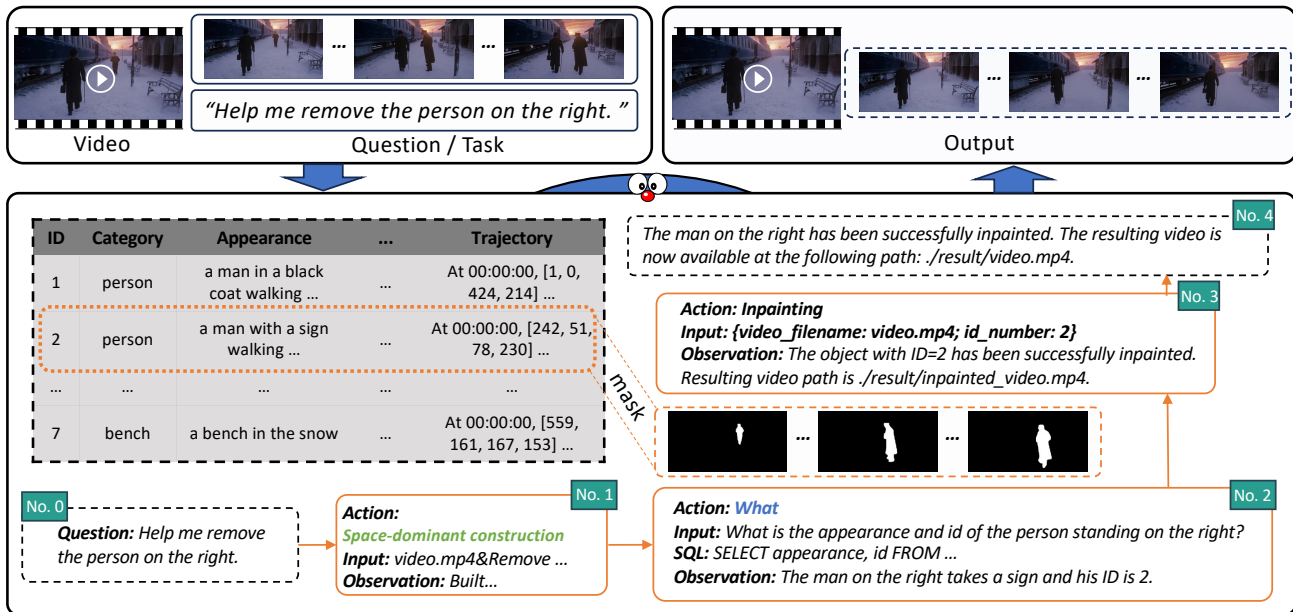 ...
...
“Help me remove the person on the right. ”
Video
Question / Task
...
...
Output
ID Category Appearance ... Trajectory
1 person a man in a black coat walking ... ... At 00:00:00, [1, 0, 424, 214] ...
2 person a man with a sign walking ... ... At 00:00:00, [242, 51, 78, 230] ...
... ... ... ... ...
7 bench a bench in the snow ... At 00:00:00, [559, 161, 167, 153] ...
mask
...
...
No. 0
Question: Help me remove
the person on the right.
No. 1
Action:
Space-dominant construction
Input: video.mp4&Remove ...
Observation: Built...
No. 2
Action: What
Input: What is the appearance and id of the person standing on the right?
SQL: SELECT appearance, id FROM ...
Observation: The man on the right takes a sign and his ID is 2.
No. 3
Action: Inpainting
Input: {video_filename: video.mp4; id_number: 2}
Observation: The object with ID=2 has been successfully inpainted.
Resulting video path is ./result/inpainted_video.mp4.
No. 4
The man on the right has been successfully inpainted. The resulting video is
now available at the following path: ./result/video.mp4.